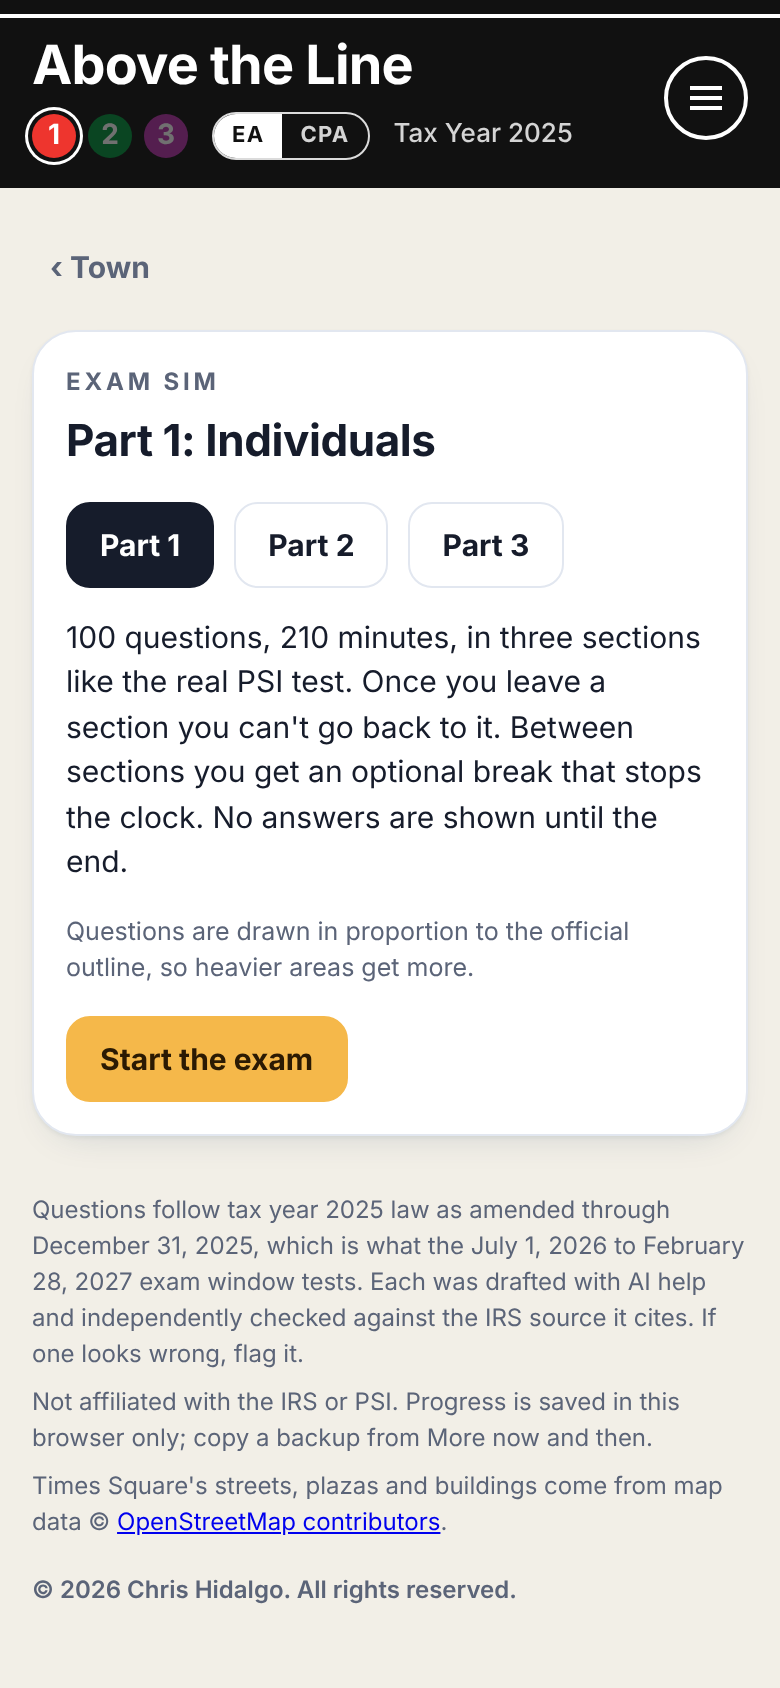 Above the Line
1 2 3 EA CPA Tax Year 2025
‹ Town
EXAM SIM
Part 1: Individuals
Part 1 Part 2 Part 3
100 questions, 210 minutes, in three sections
like the real PSI test. Once you leave a
section you can't go back to it. Between
sections you get an optional break that stops
the clock. No answers are shown until the
end.
Questions are drawn in proportion to the official
outline, so heavier areas get more.
Start the exam
Questions follow tax year 2025 law as amended through
December 31, 2025, which is what the July 1, 2026 to February
28, 2027 exam window tests. Each was drafted with AI help
and independently checked against the IRS source it cites. If
one looks wrong, flag it.
Not affiliated with the IRS or PSI. Progress is saved in this
browser only; copy a backup from More now and then.
Times Square's streets, plazas and buildings come from map
data © OpenStreetMap contributors.
© 2026 Chris Hidalgo. All rights reserved.